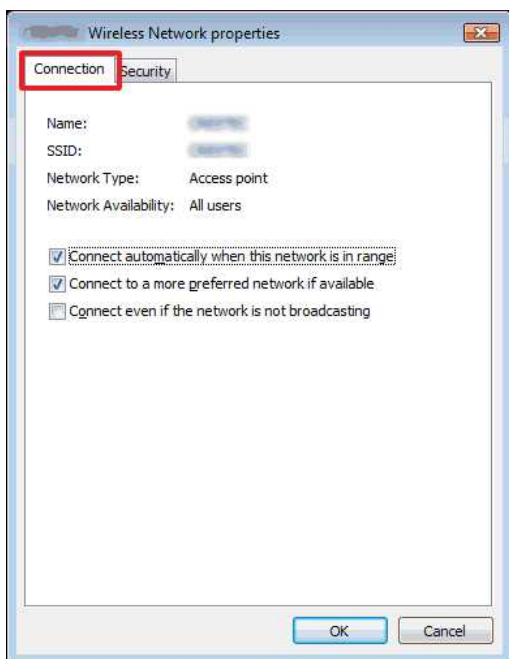 Wireless Network properties
Connection Security
Name:
SSID:
Network Type: Access point
Network Availability: All users
Connect automatically when this network is in range
Connect to a more preferred network if available
Connect even if the network is not broadcasting
OK Cancel